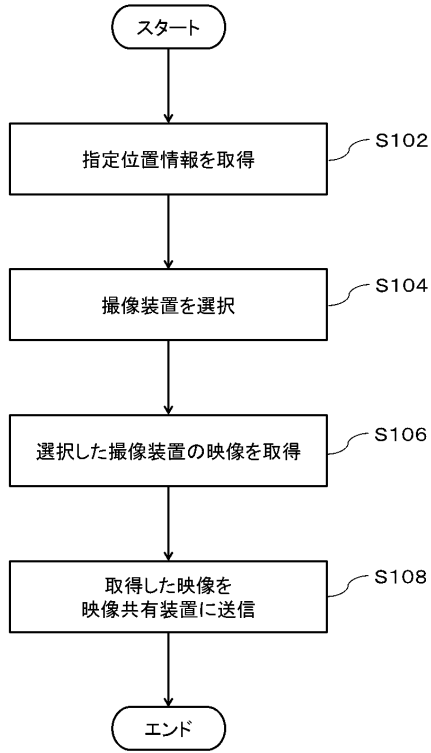 スタート
指定位置情報を取得
S102
撮像装置を選択
S104
選択した撮像装置の映像を取得
S106
取得した映像を
映像共有装置に送信
S108
エンド